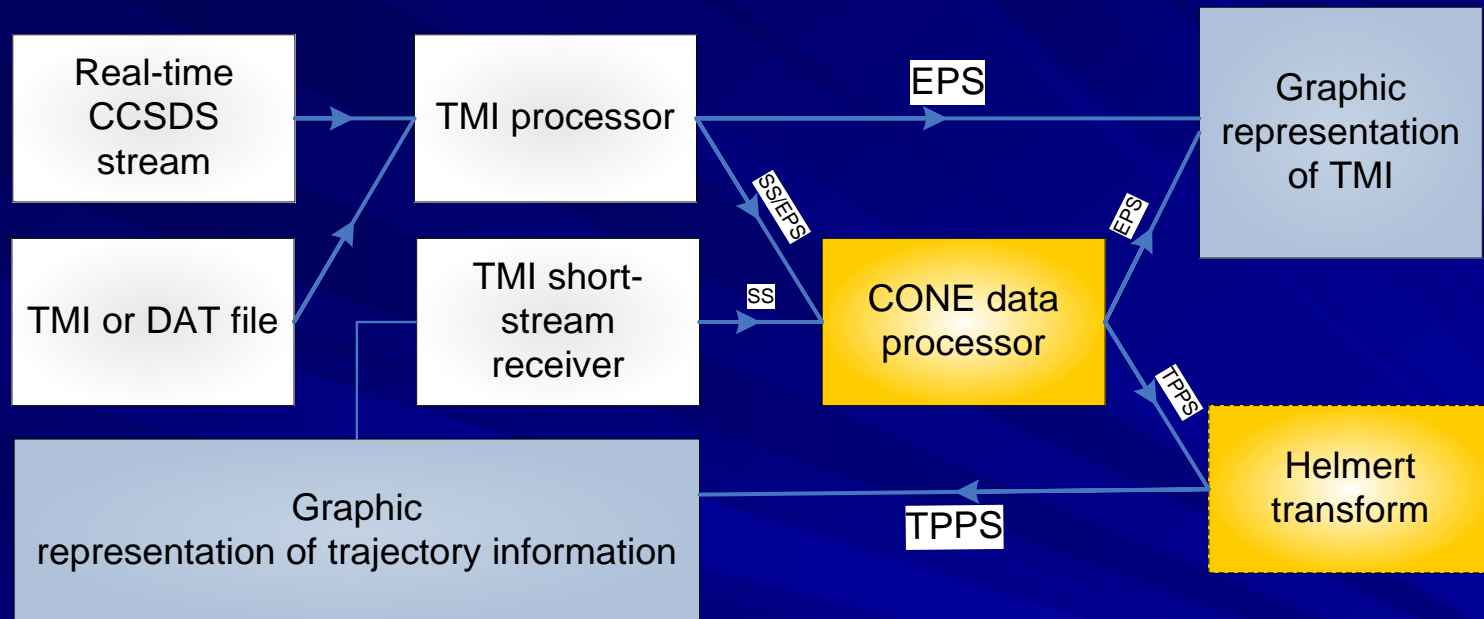 Real-time
CCSDS
stream
TMI processor
EPS
Graphic
representation
of TMI
SS/EPS
EPS
TMI or DAT file
TMI short-
stream
receiver
SS
CONE data
processor
TPPS
Graphic
representation of trajectory information
TPPS
Helmert
transform